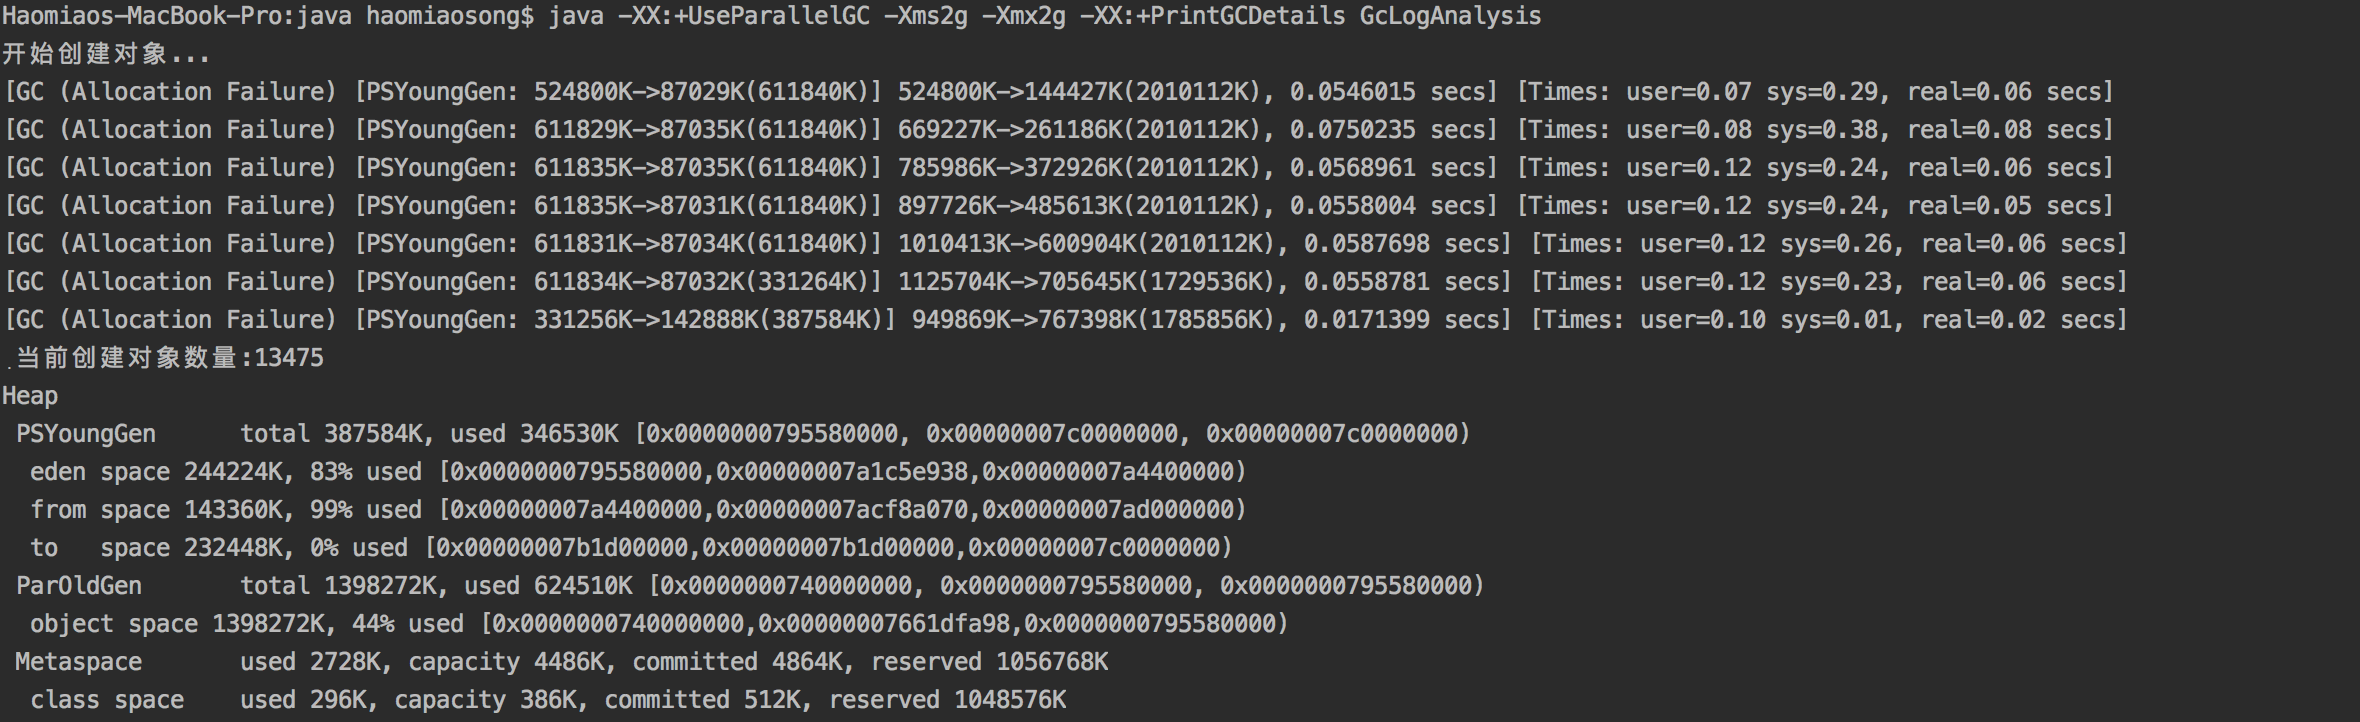 Haomiaos-MacBook-Pro:java haomiaosong$ java -XX:+UseParallelGC -Xms2g -Xmx2g -XX:+PrintGCDetails GcLogAnalysis
开始创建对象...
[GC (Allocation Failure) [PSYoungGen: 524800K->87029K(611840K)] 524800K->144427K(2010112K), 0.0546015 secs] [Times: user=0.07 sys=0.29, real=0.06 secs]
[GC (Allocation Failure) [PSYoungGen: 611829K->87035K(611840K)] 669227K->261186K(2010112K), 0.0750235 secs] [Times: user=0.08 sys=0.38, real=0.08 secs]
[GC (Allocation Failure) [PSYoungGen: 611835K->87035K(611840K)] 785986K->372926K(2010112K), 0.0568961 secs] [Times: user=0.12 sys=0.24, real=0.06 secs]
[GC (Allocation Failure) [PSYoungGen: 611835K->87031K(611840K)] 897726K->485613K(2010112K), 0.0558004 secs] [Times: user=0.12 sys=0.24, real=0.05 secs]
[GC (Allocation Failure) [PSYoungGen: 611831K->87034K(611840K)] 1010413K->600904K(2010112K), 0.0587698 secs] [Times: user=0.12 sys=0.26, real=0.06 secs]
[GC (Allocation Failure) [PSYoungGen: 611834K->87032K(331264K)] 1125704K->705645K(1729536K), 0.0558781 secs] [Times: user=0.12 sys=0.23, real=0.06 secs]
[GC (Allocation Failure) [PSYoungGen: 331256K->142888K(387584K)] 949869K->767398K(1785856K), 0.0171399 secs] [Times: user=0.10 sys=0.01, real=0.02 secs]
.当前创建对象数量:13475
Heap
 PSYoungGen      total 387584K, used 346530K [0x0000000795580000, 0x00000007c0000000, 0x00000007c0000000)
  eden space 244224K, 83% used [0x0000000795580000,0x00000007a1c5e938,0x00000007a4400000)
  from space 143360K, 99% used [0x00000007a4400000,0x00000007acf8a070,0x00000007ad000000)
  to   space 232448K, 0% used [0x00000007b1d00000,0x00000007b1d00000,0x00000007c0000000)
 ParOldGen       total 1398272K, used 624510K [0x0000000740000000, 0x0000000795580000, 0x0000000795580000)
  object space 1398272K, 44% used [0x0000000740000000,0x00000007661dfa98,0x0000000795580000)
 Metaspace       used 2728K, capacity 4486K, committed 4864K, reserved 1056768K
  class space    used 296K, capacity 386K, committed 512K, reserved 1048576K